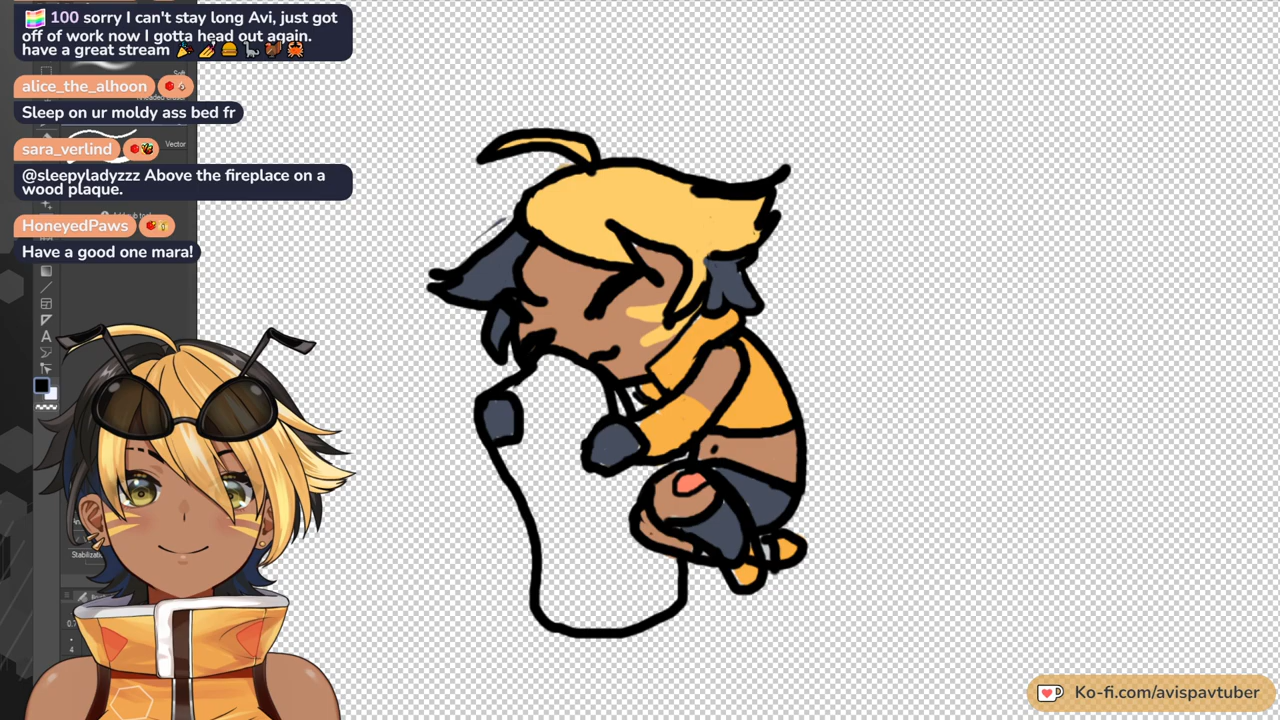 100 sorry I can't stay long Avi, just got
off of work now I gotta head out again.
have a great stream
Soft
alice_the_alhoon
Sleep on ur moldy ass bed fr
Vector
sara_verlind
@sleepyladyzzz Above the fireplace on a
wood plaque.
HoneyedPaws
Have a good one mara!
Ko-fi.com/avispavtuber